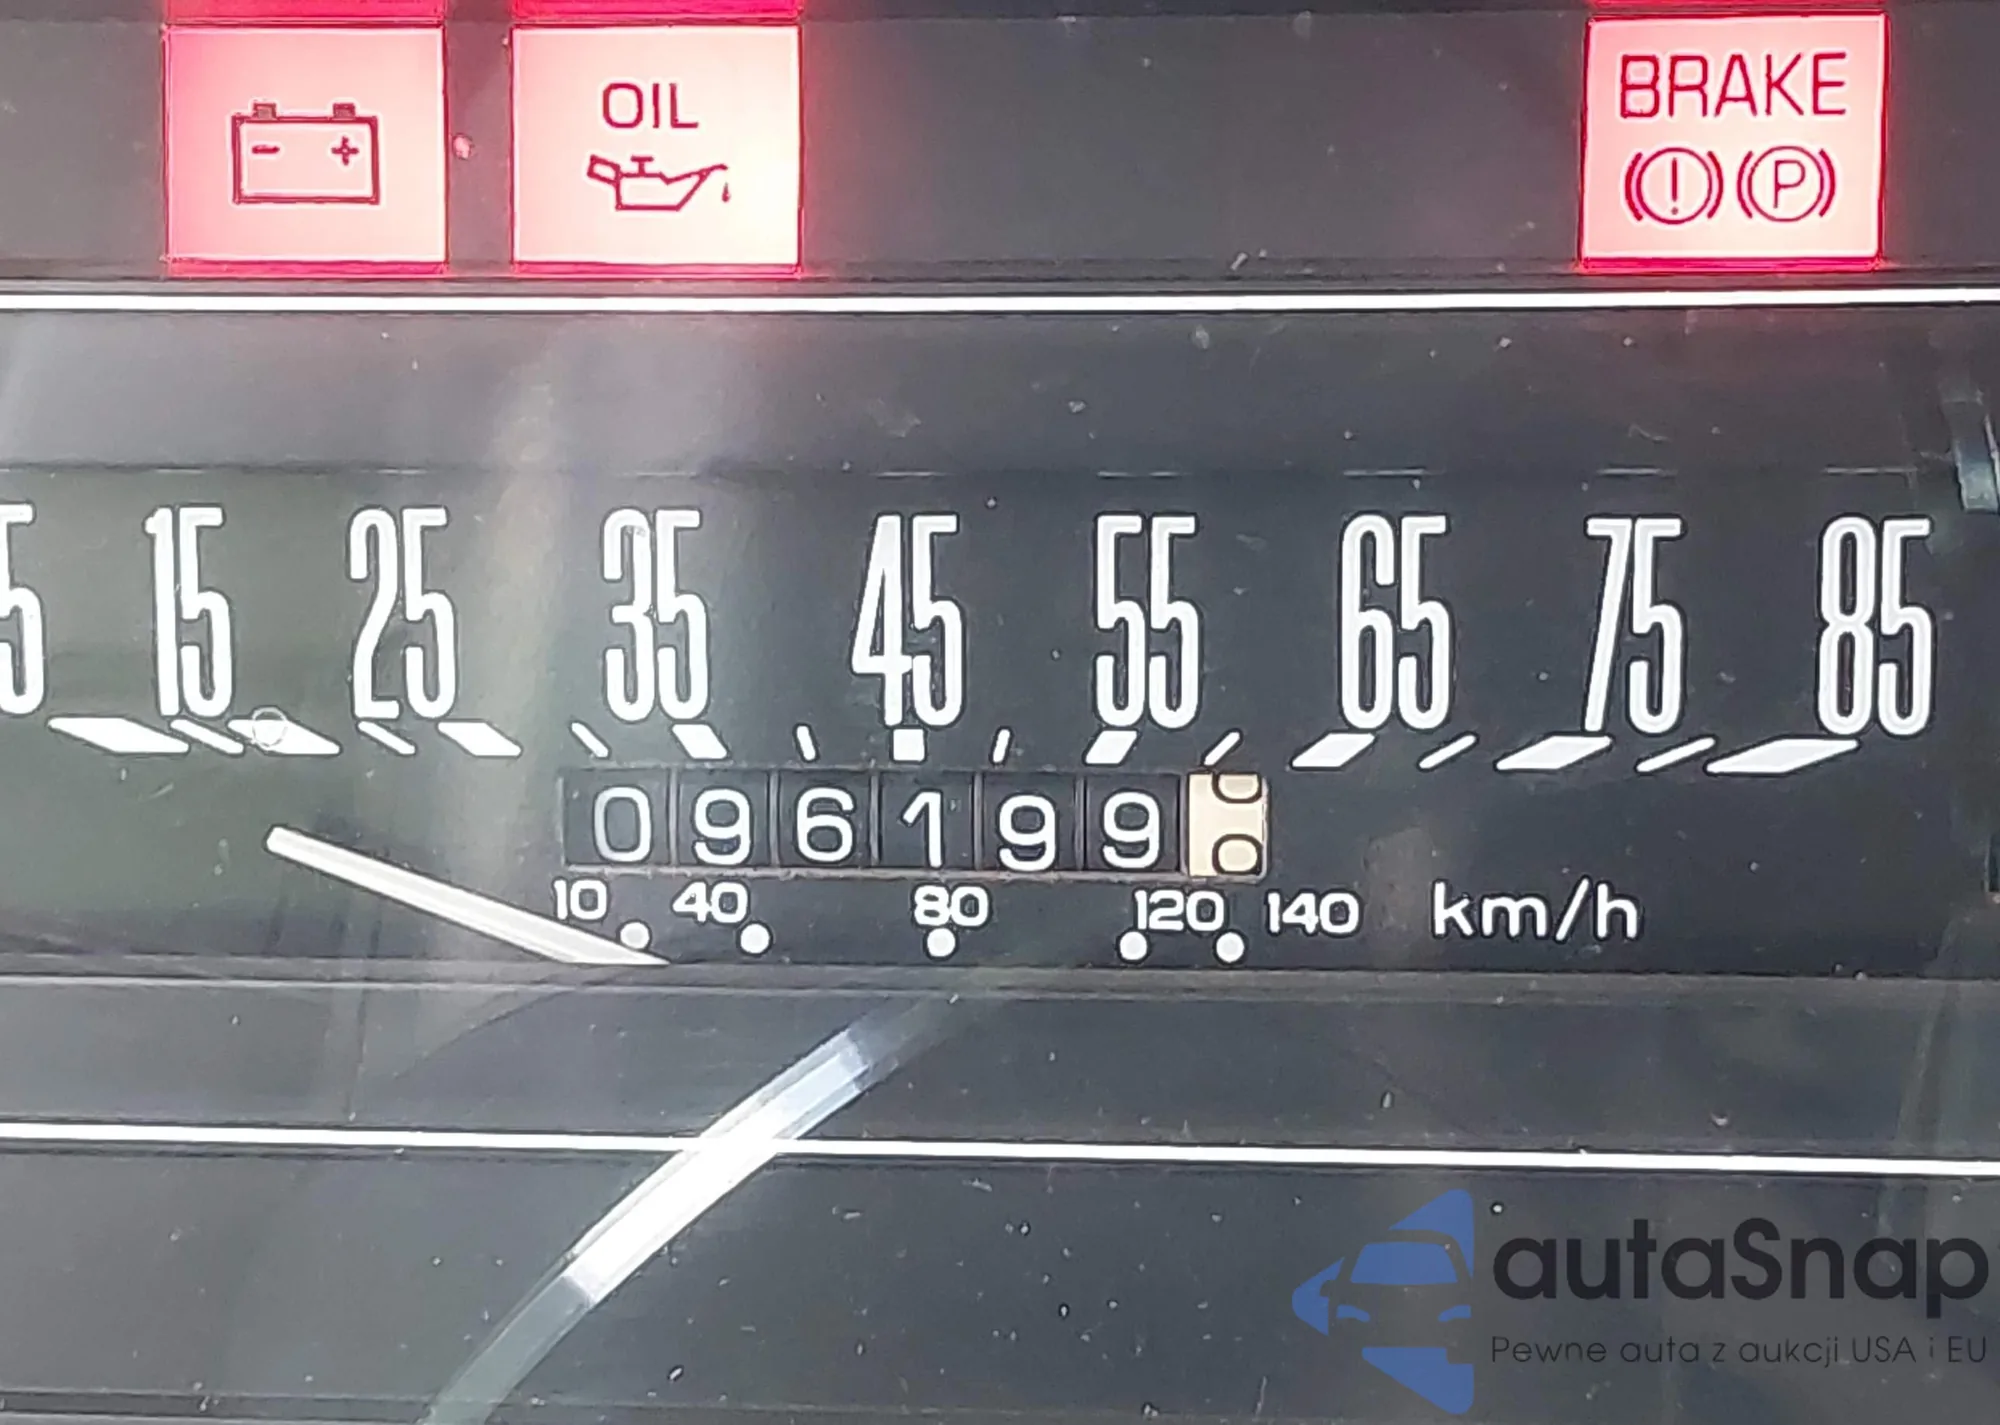 OIL
BRAKE
P
5 15 25 35 45 55 65 75 85
096199
10 40 80 120 140 km/h
autaSnap
Pewne auta z aukcji USA i EU